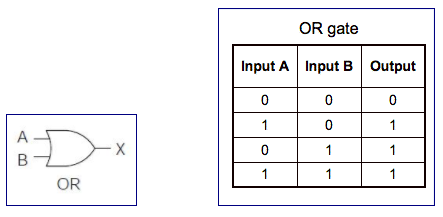 A
B
X
OR
OR gate
Input A Input B Output
0 0 0
1 0 1
0 1 1
1 1 1